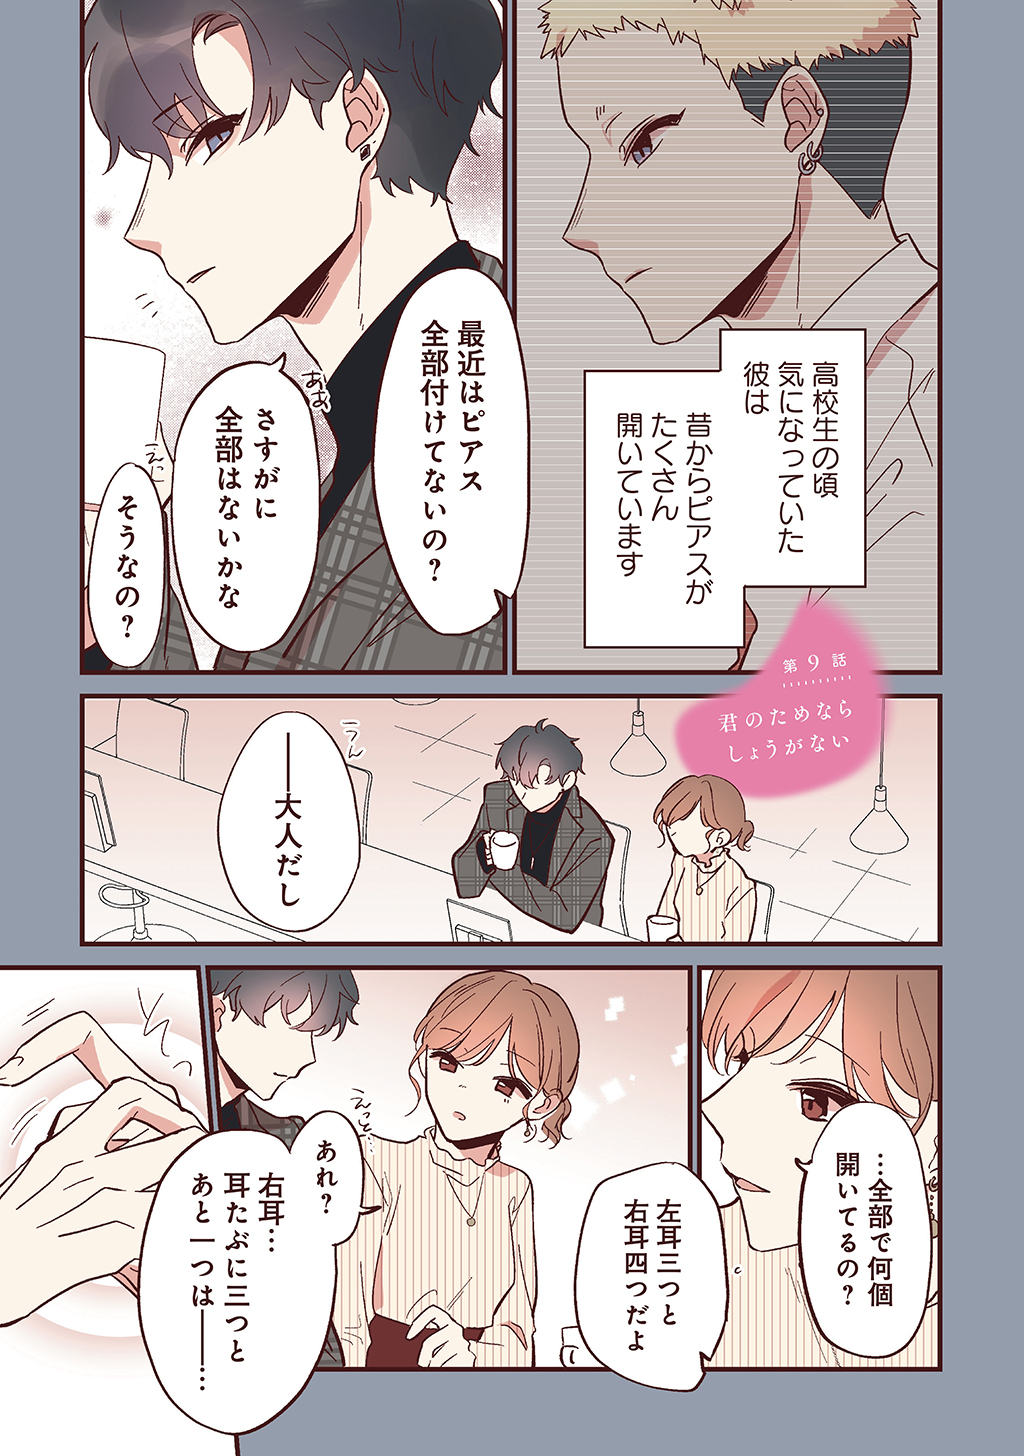 高校生の頃
気になっていた
彼は
昔からピアスが
たくさん
開いています
最近はピアス
全部付けてないの？
ああ
さすがに
全部はないかな
えっ
そうなの？
第9話
君のためなら
しょうがない
うん
──大人だし
…全部で何個
開いてるの？
左耳三つと
右耳四つだよ
えっと…
あれ？
右耳…
耳たぶに三つと
あと一つは──…